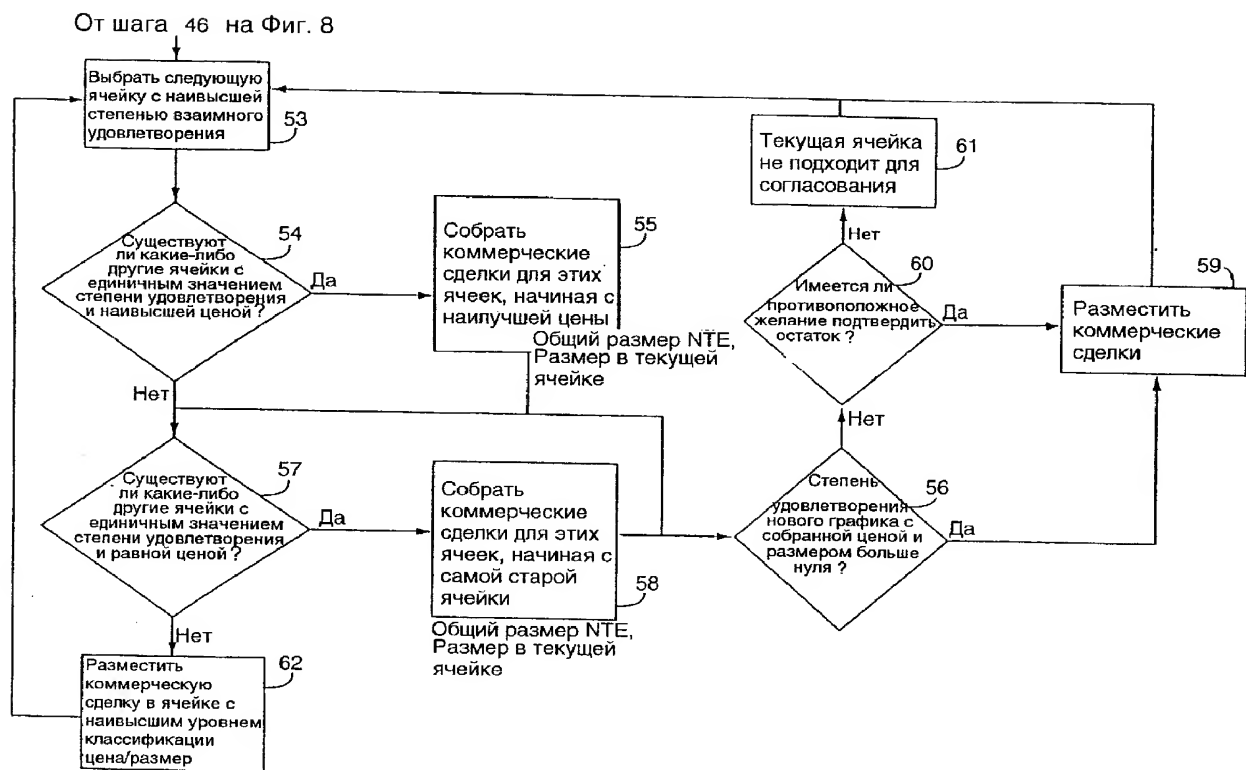 От шага 46 на Фиг. 8
Выбрать следующую
ячейку с наивысшей
степенью взаимного
удовлетворения
53
Существуют
ли какие-либо
другие ячейки с
единичным значением
степени удовлетворения
и наивысшей ценой ?
54
Да
Нет
Собрать
коммерческие
сделки для этих
ячеек, начиная с
наилучшей цены
55
Общий размер NTE,
Размер в текущей
ячейке
Существуют
ли какие-либо
другие ячейки с
единичным значением
степени удовлетворения
и равной ценой ?
57
Да
Нет
Собрать
коммерческие
сделки для этих
ячеек, начиная с
самой старой
ячейки
58
Общий размер NTE,
Размер в текущей
ячейке
Разместить
коммерческую
сделку в ячейке с
наивысшим уровнем
классификации
цена/размер
62
Текущая ячейка
не подходит для
согласования
61
Нет
Имеется ли
противоположное
желание подтвердить
остаток ?
60
Да
Нет
Степень
удовлетворения
нового графика с
собранной ценой и
размером больше
нуля ?
56
Да
Разместить
коммерческие
сделки
59